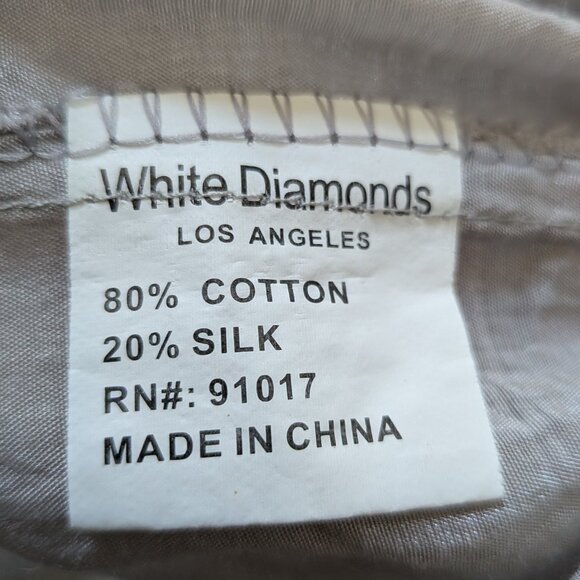 White Diamonds
LOS ANGELES
80% COTTON
20% SILK
RN#: 91017
MADE IN CHINA